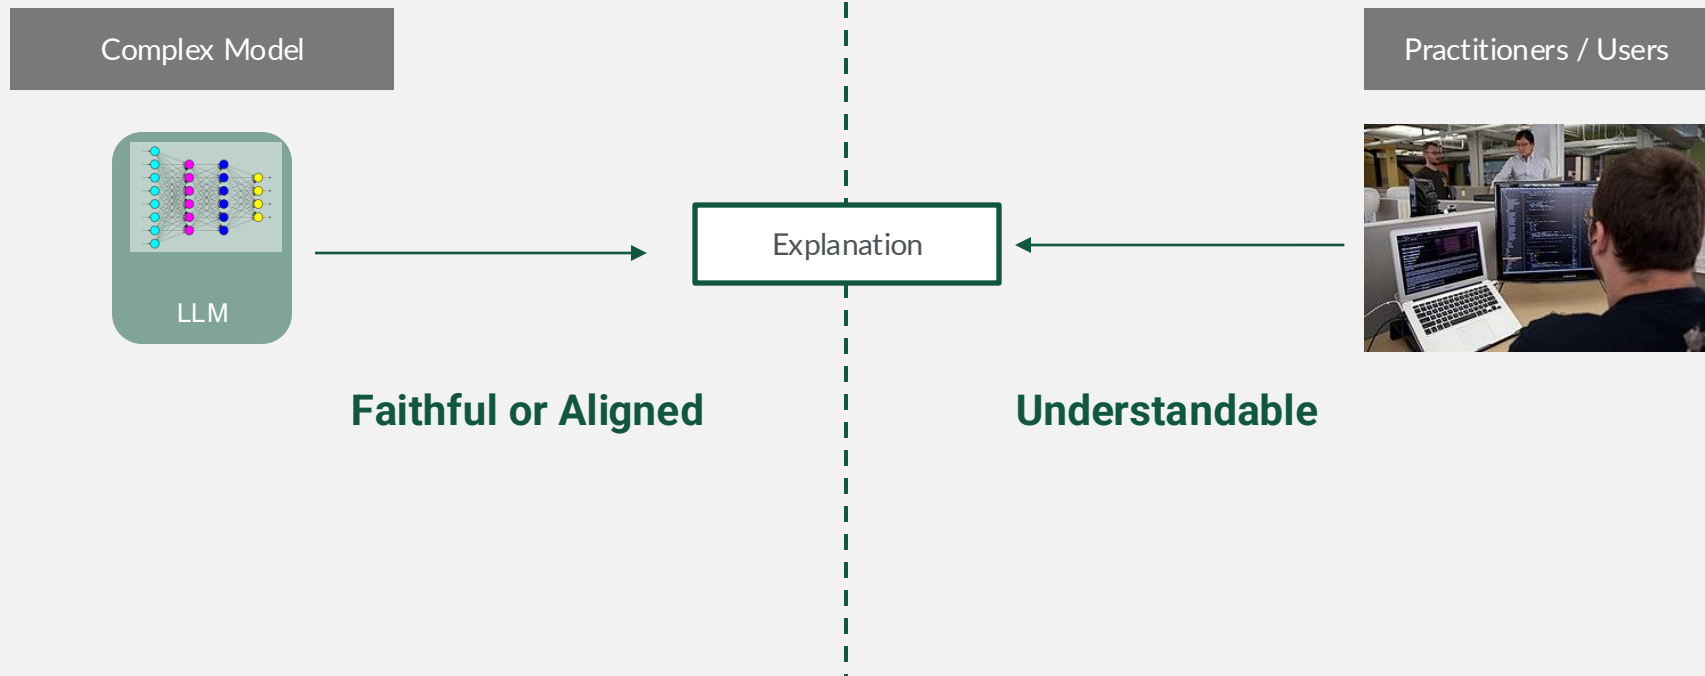 Complex Model
Practitioners / Users
LLM
Explanation
Faithful or Aligned
Understandable